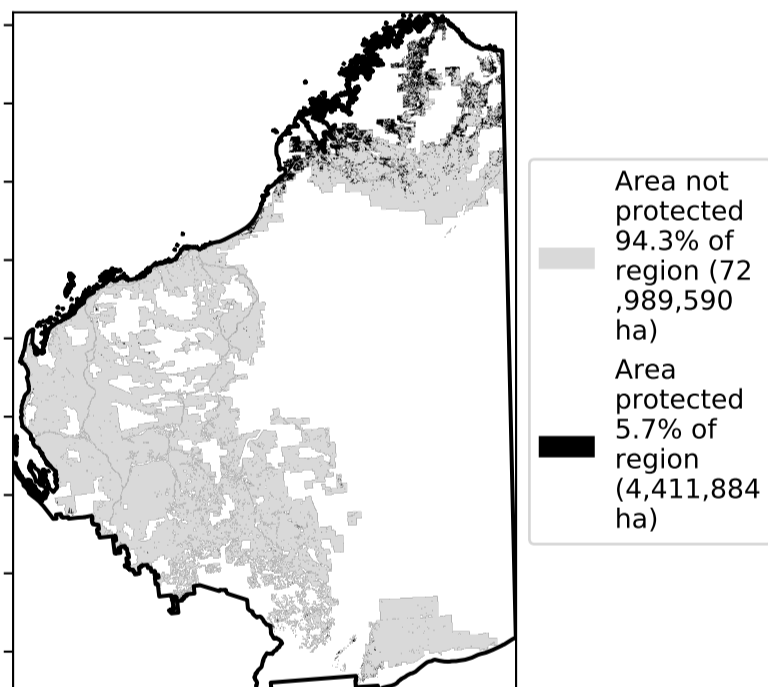 Area not
protected
94.3% of
region (72
,989,590
ha)
Area
protected
5.7% of
region
(4,411,884
ha)